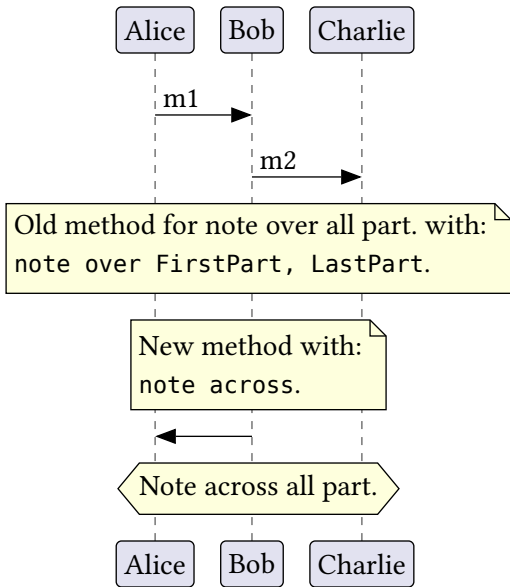 Alice Bob Charlie
m1
m2
Old method for note over all part. with:
note over FirstPart, LastPart.
New method with:
note across.
Note across all part.
Alice Bob Charlie